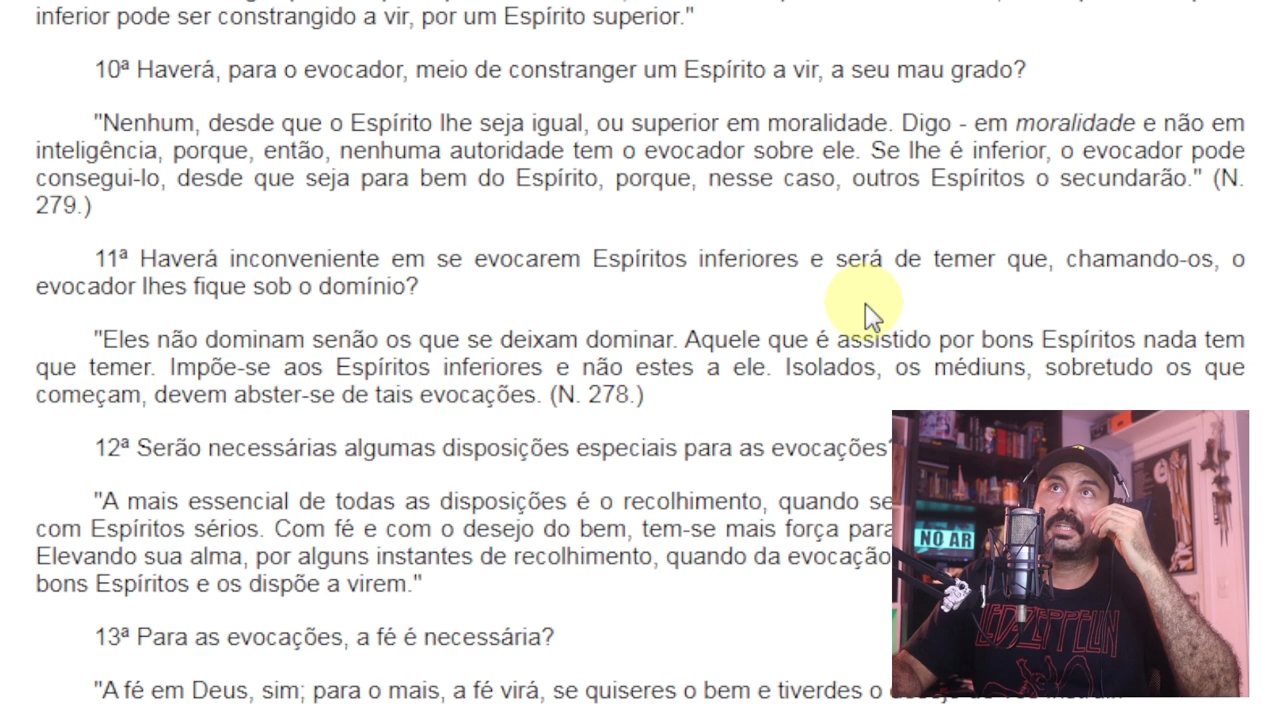 inferior pode ser constrangido a vir, por um Espírito superior."
10ª Haverá, para o evocador, meio de constranger um Espírito a vir, a seu mau grado?
"Nenhum, desde que o Espírito lhe seja igual, ou superior em moralidade. Digo - em moralidade e não em
inteligência, porque, então, nenhuma autoridade tem o evocador sobre ele. Se lhe é inferior, o evocador pode
consegui-lo, desde que seja para bem do Espírito, porque, nesse caso, outros Espíritos o secundarão." (N.
279.)
11ª Haverá inconveniente em se evocarem Espíritos inferiores e será de temer que, chamando-os, o
evocador lhes fique sob o domínio?
"Eles não dominam senão os que se deixam dominar. Aquele que é assistido por bons Espíritos nada tem
que temer. Impõe-se aos Espíritos inferiores e não estes a ele. Isolados, os médiuns, sobretudo os que
começam, devem abster-se de tais evocações. (N. 278.)
12ª Serão necessárias algumas disposições especiais para as evocações?
"A mais essencial de todas as disposições é o recolhimento, quando se
com Espíritos sérios. Com fé e com o desejo do bem, tem-se mais força para
Elevando sua alma, por alguns instantes de recolhimento, quando da evocação
bons Espíritos e os dispõe a virem."
13ª Para as evocações, a fé é necessária?
"A fé em Deus, sim; para o mais, a fé virá, se quiseres o bem e tiverdes o
NO AR
LED ZEPPELIN